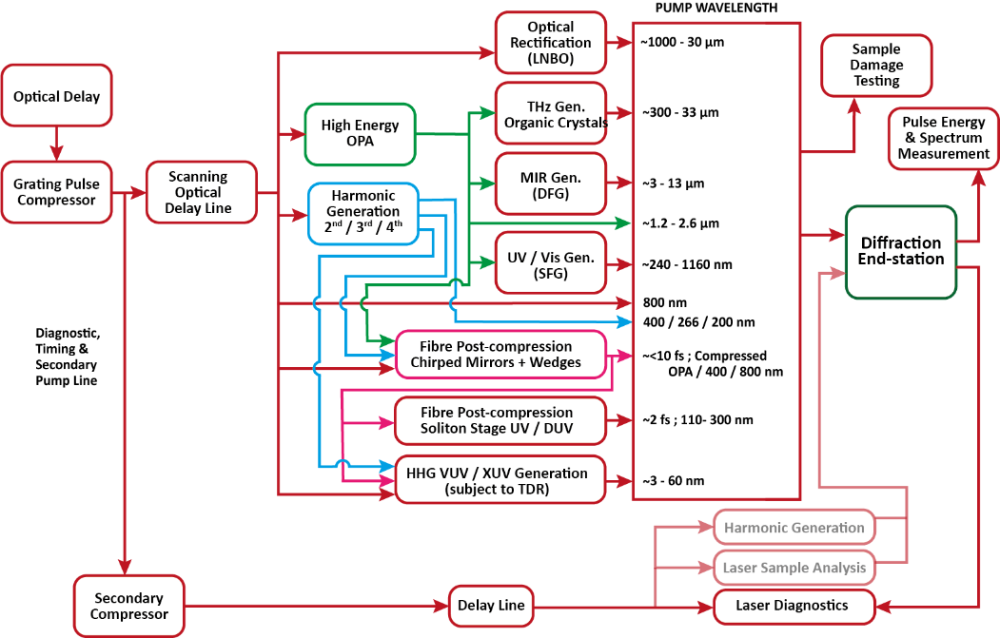 PUMP WAVELENGTH
Optical
Rectification
(LNBO)
~1000 - 30 µm
Sample
Damage
Testing
Optical Delay
THz Gen.
Organic Crystals
~300 - 33 µm
High Energy
OPA
Pulse Energy
& Spectrum
Measurement
Grating Pulse
Compressor
Scanning
Optical
Delay Line
MIR Gen.
(DFG)
~3 - 13 µm
Harmonic
Generation
2nd / 3rd / 4th
~1.2 - 2.6 µm
Diffraction
End-station
UV / Vis Gen.
(SFG)
~240 - 1160 nm
800 nm
400 / 266 / 200 nm
Diagnostic,
Timing &
Secondary
Pump Line
Fibre Post-compression
Chirped Mirrors + Wedges
~<10 fs ; Compressed
OPA / 400 / 800 nm
Fibre Post-compression
Soliton Stage UV / DUV
~2 fs ; 110- 300 nm
HHG VUV / XUV Generation
(subject to TDR)
~3 - 60 nm
Harmonic Generation
Laser Sample Analysis
Secondary
Compressor
Delay Line
Laser Diagnostics